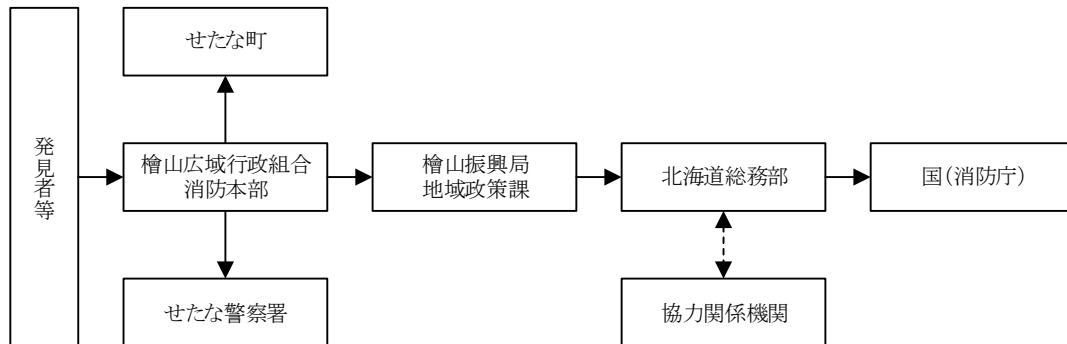 せたな町
発見者等
檜山広域行政組合
消防本部
檜山振興局
地域政策課
北海道総務部
国(消防庁)
せたな警察署
協力関係機関